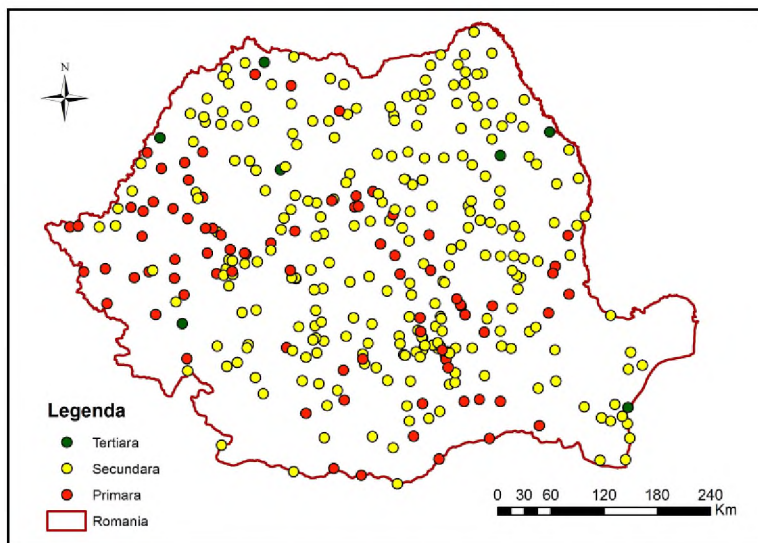 N
Legenda
Tertiara
Secundara
Primara
Romania
0 30 60 120 180 240
Km